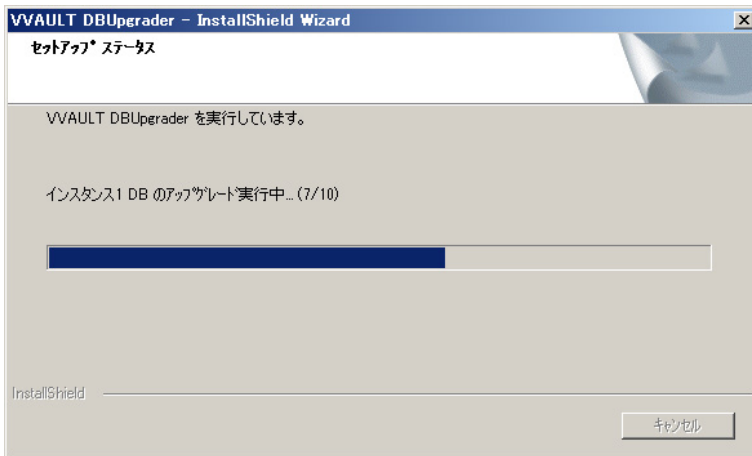 VVAULT DBUpgrader - InstallShield Wizard
セットアップ ステータス
VVAULT DBUpgrader を実行しています。
インスタンス1 DB のアップグレード実行中... (7/10)
InstallShield
キャンセル